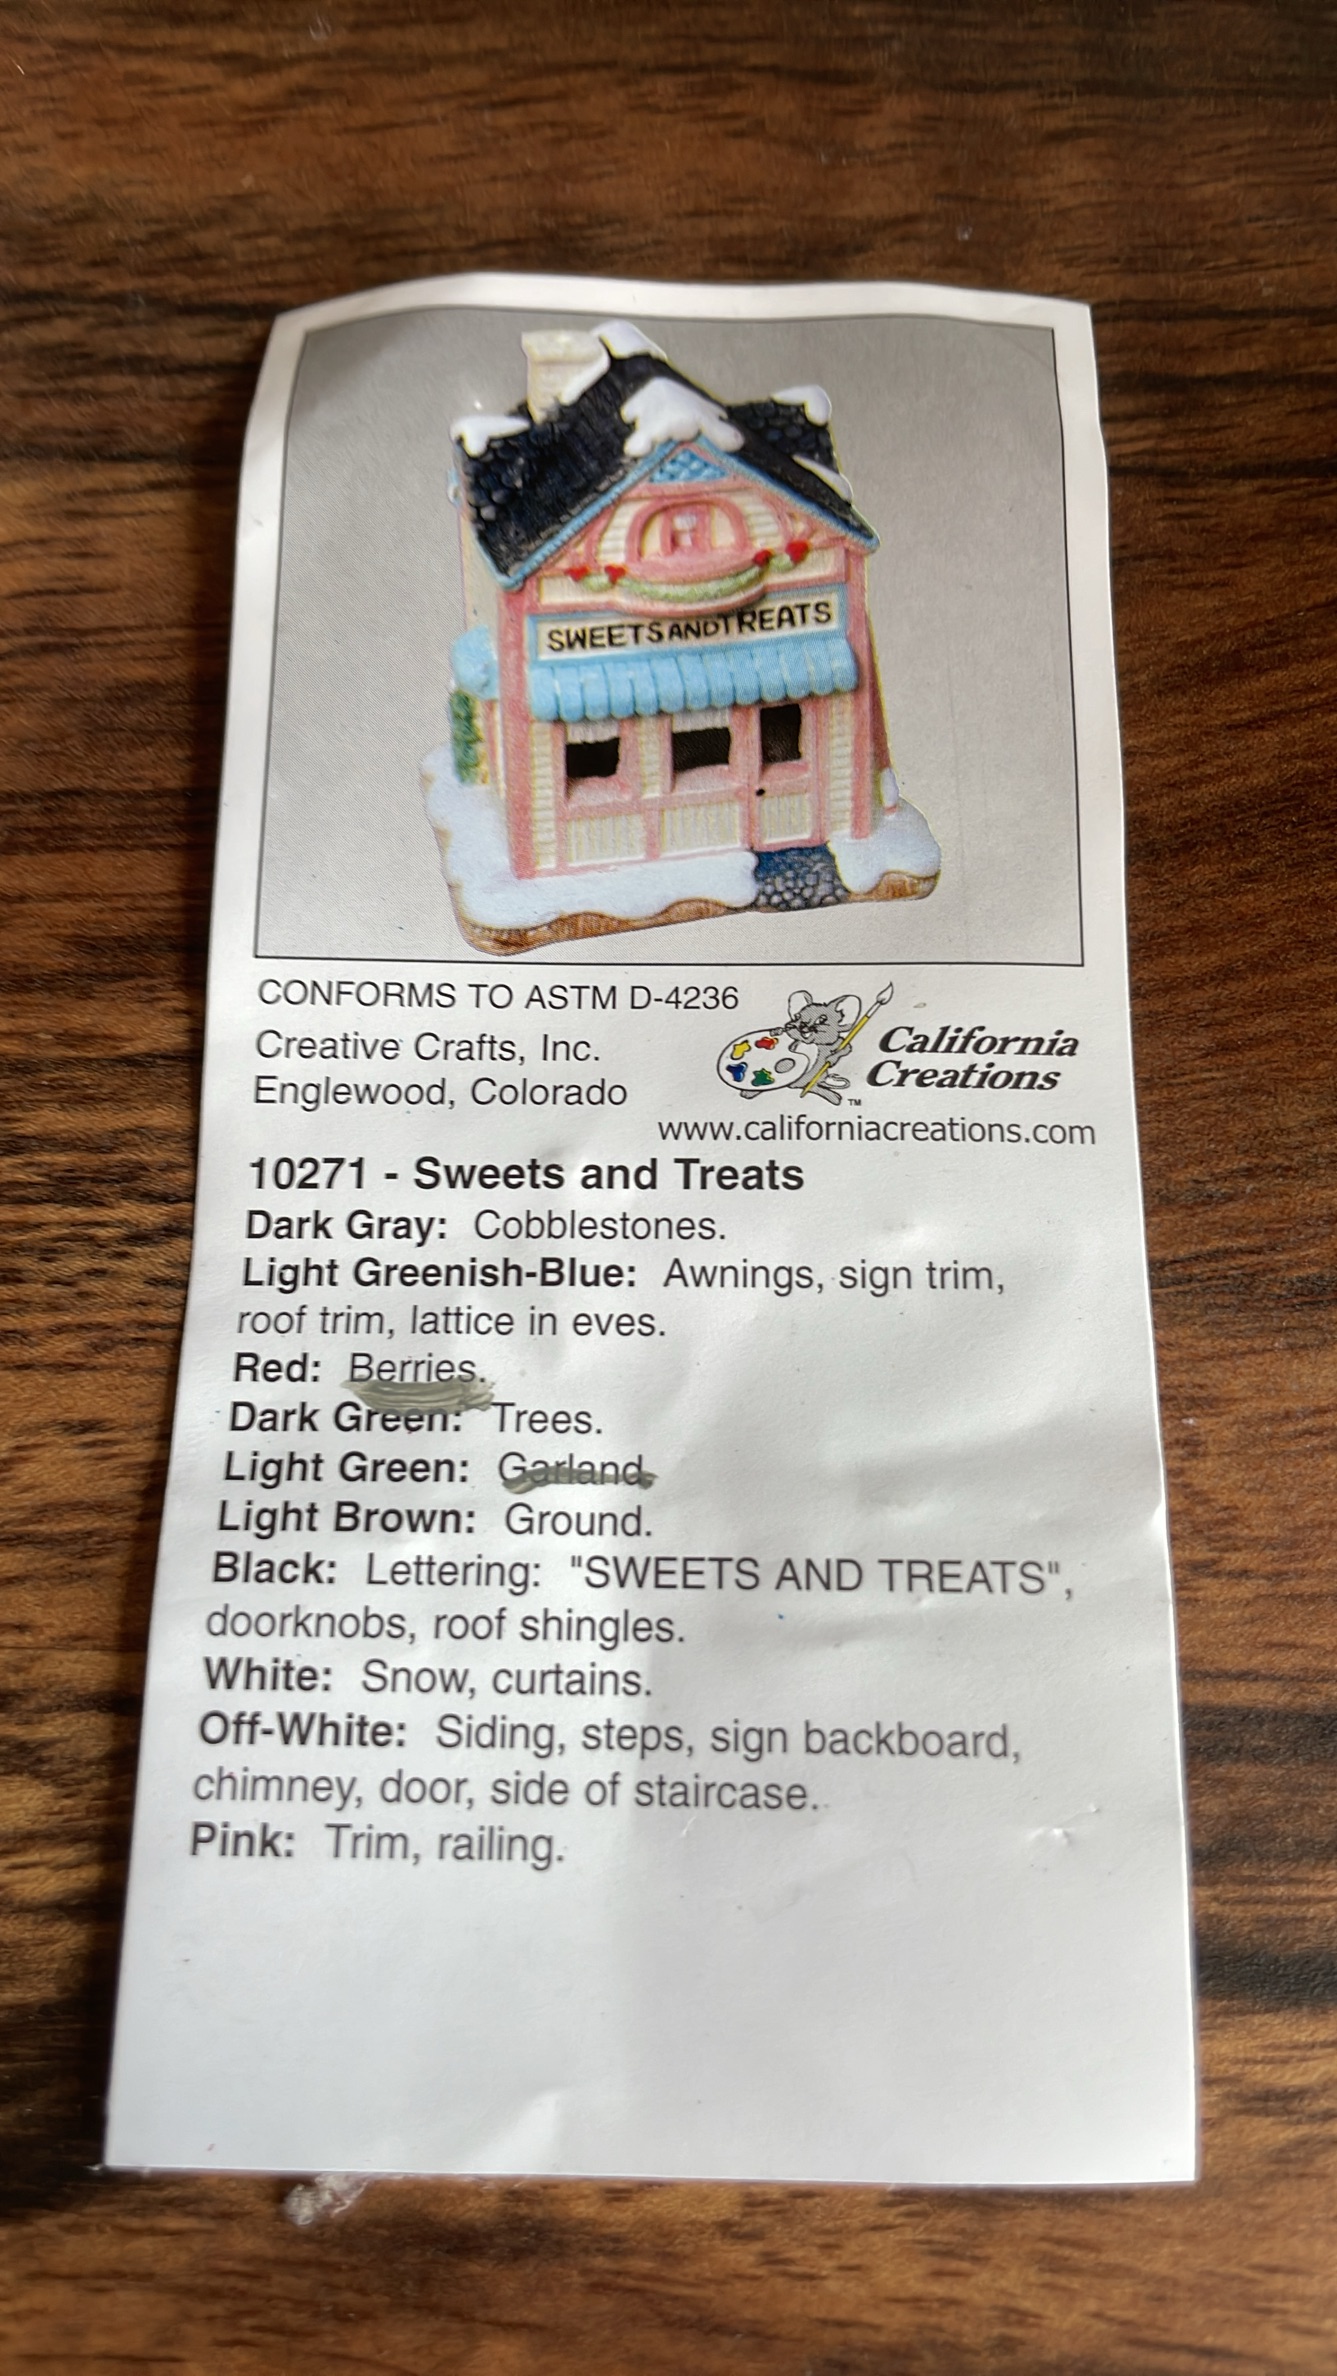 SWEETS AND TREATS
CONFORMS TO ASTM D-4236
Creative Crafts, Inc.
Englewood, Colorado
California
Creations
TM
www.californiacreations.com
10271 - Sweets and Treats
Dark Gray: Cobblestones.
Light Greenish-Blue: Awnings, sign trim,
roof trim, lattice in eves.
Red: Berries.
Dark Green: Trees.
Light Green: Garland.
Light Brown: Ground.
Black: Lettering: "SWEETS AND TREATS",
doorknobs, roof shingles.
White: Snow, curtains.
Off-White: Siding, steps, sign backboard,
chimney, door, side of staircase.
Pink: Trim, railing.